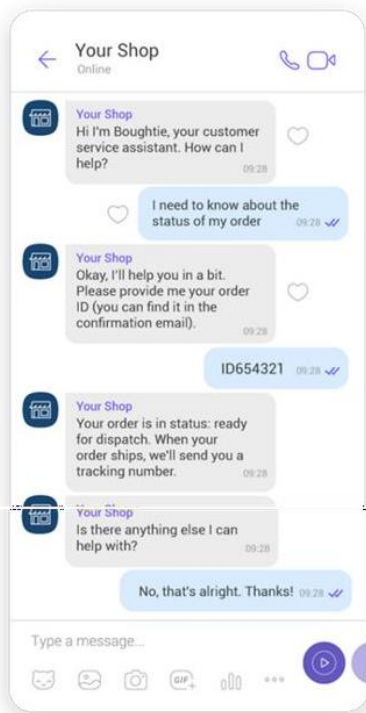 Your Shop
Online
Your Shop
Hi I'm Boughtie, your customer
service assistant. How can I
help?
09:28
I need to know about the
status of my order
09:28
Your Shop
Okay, I'll help you in a bit.
Please provide me your order
ID (you can find it in the
confirmation email).
09:28
ID654321 09:28
Your Shop
Your order is in status: ready
for dispatch. When your
order ships, we'll send you a
tracking number.
09:28
Your Shop
Is there anything else I can
help with?
09:28
No, that's alright. Thanks! 09:28
Type a message...
GIF+